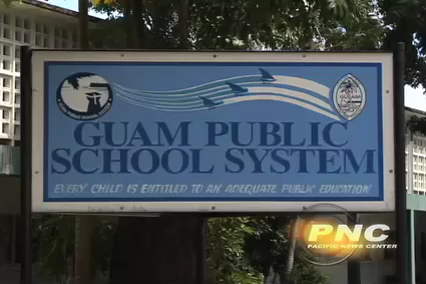 GUAM PUBLIC
SCHOOL SYSTEM
EVERY CHILD IS ENTITLED TO AN ADEQUATE PUBLIC EDUCATION
PNC
PACIFIC NEWS CENTER